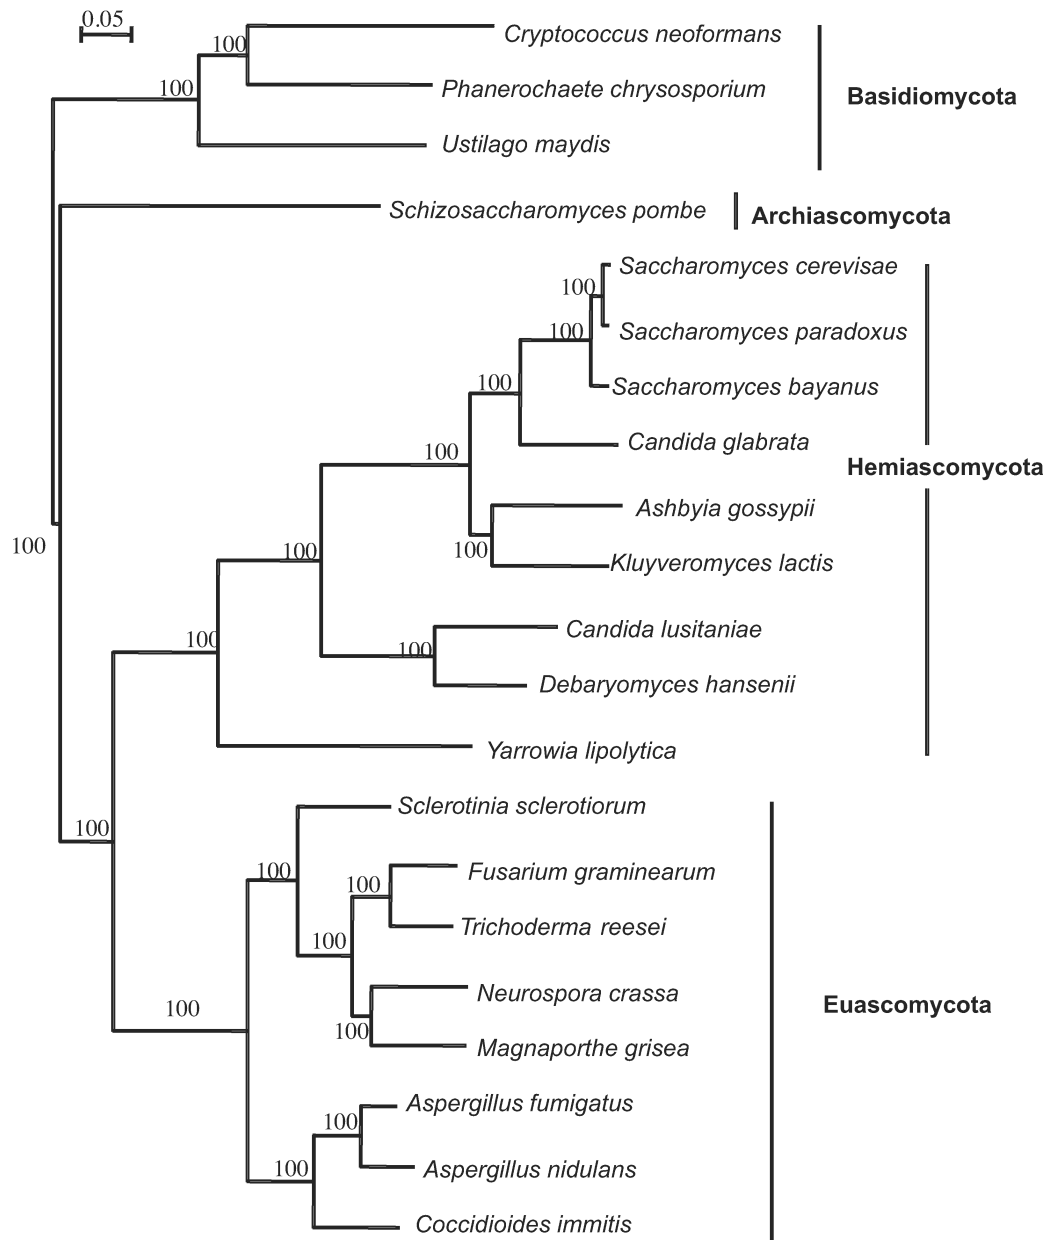 0.05
Cryptococcus neoformans
100
Phanerochaete chrysosporium
100
Basidiomycota
Ustilago maydis
Schizosaccharomyces pombe
Archiascomycota
Saccharomyces cerevisae
100
Saccharomyces paradoxus
100
Saccharomyces bayanus
100
Candida glabrata
100
Hemiascomycota
Ashbyia gossypii
100
100
100
Kluyveromyces lactis
Candida lusitaniae
100
100
Debaryomyces hansenii
Yarrowia lipolytica
Sclerotinia sclerotiorum
100
100
Fusarium graminearum
100
Trichoderma reesei
100
Neurospora crassa
100
Euascomycota
100
Magnaporthe grisea
Aspergillus fumigatus
100
100
Aspergillus nidulans
Coccidioides immitis